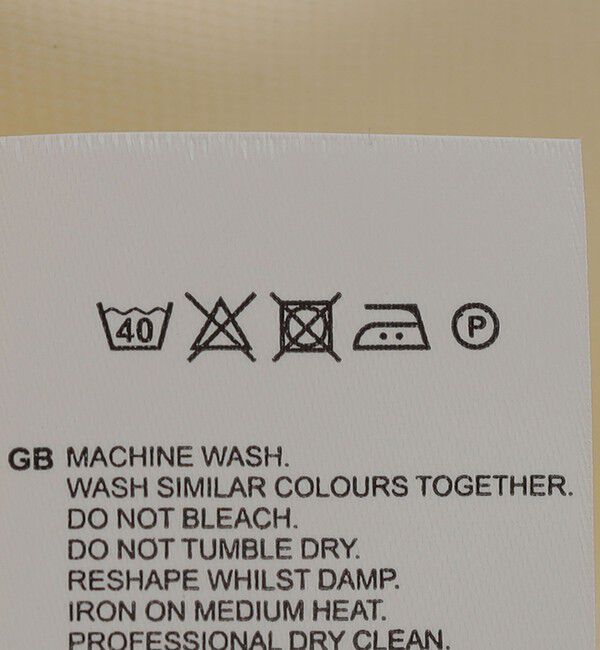 40 P
GB MACHINE WASH.
WASH SIMILAR COLOURS TOGETHER.
DO NOT BLEACH.
DO NOT TUMBLE DRY.
RESHAPE WHILST DAMP.
IRON ON MEDIUM HEAT.
PROFESSIONAL DRY CLEAN.